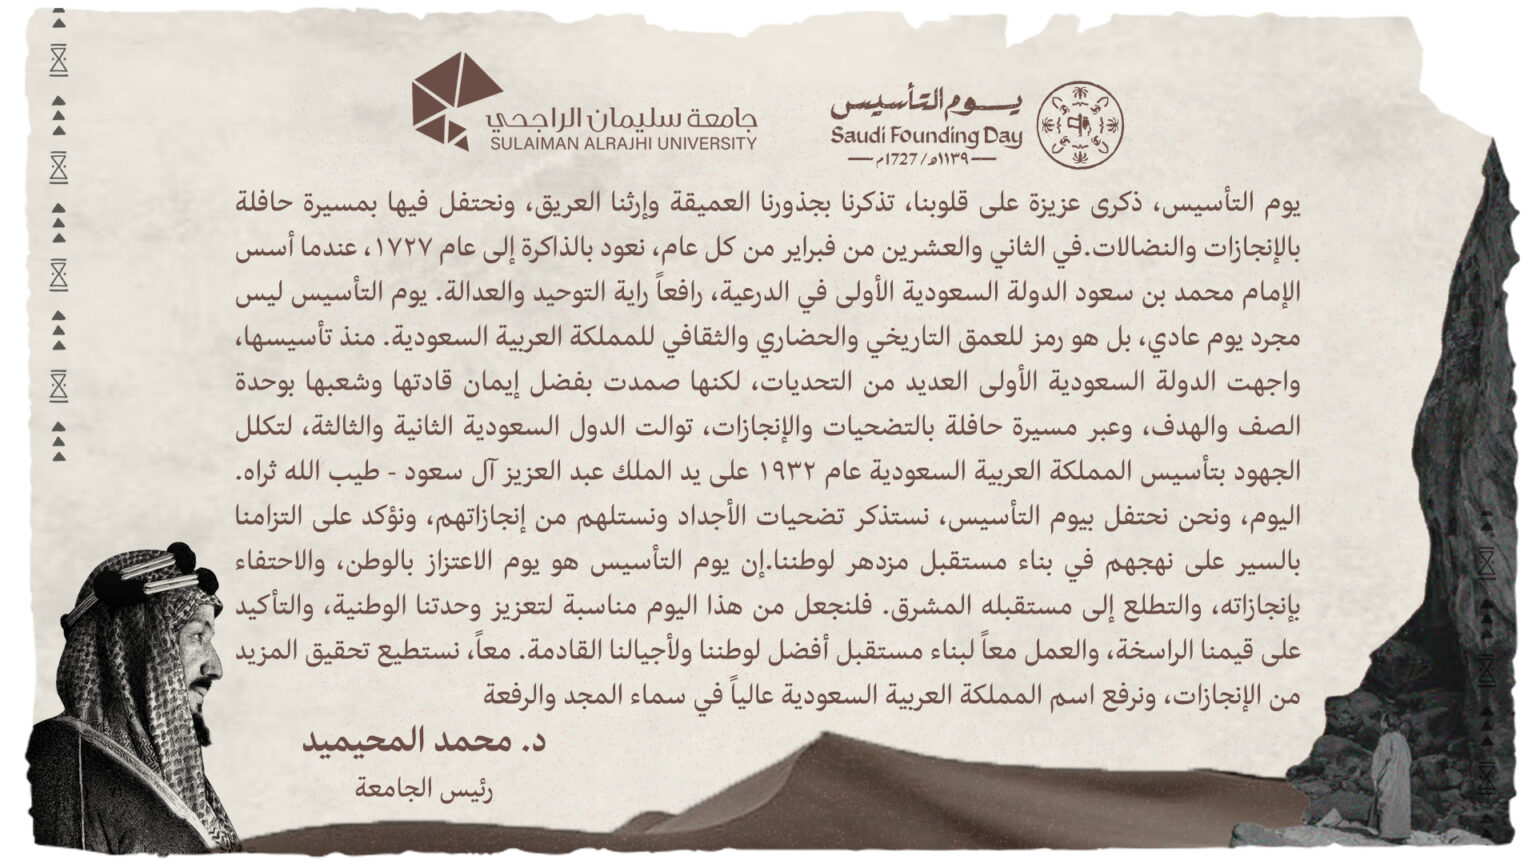 جامعة سليمان الراجحي
SULAIMAN ALRAJHI UNIVERSITY
يوم التأسيس
Saudi Founding Day
١١٣٩هـ/1727م
يوم التأسيس، ذكرى عزيزة على قلوبنا، تذكرنا بجذورنا العميقة وإرثنا العريق، ونحتفل فيها بمسيرة حافلة
بالإنجازات والنضالات.في الثاني والعشرين من فبراير من كل عام، نعود بالذاكرة إلى عام ١٧٢٧، عندما أسس
الإمام محمد بن سعود الدولة السعودية الأولى في الدرعية، رافعاً راية التوحيد والعدالة. يوم التأسيس ليس
مجرد يوم عادي، بل هو رمز للعمق التاريخي والحضاري والثقافي للمملكة العربية السعودية. منذ تأسيسها،
واجهت الدولة السعودية الأولى العديد من التحديات، لكنها صمدت بفضل إيمان قادتها وشعبها بوحدة
الصف والهدف، وعبر مسيرة حافلة بالتضحيات والإنجازات، توالت الدول السعودية الثانية والثالثة، لتكلل
الجهود بتأسيس المملكة العربية السعودية عام ١٩٣٢ على يد الملك عبد العزيز آل سعود - طيب الله ثراه.
اليوم، ونحن نحتفل بيوم التأسيس، نستذكر تضحيات الأجداد ونستلهم من إنجازاتهم، ونؤكد على التزامنا
بالسير على نهجهم في بناء مستقبل مزدهر لوطننا.إن يوم التأسيس هو يوم الاعتزاز بالوطن، والاحتفاء
بإنجازاته، والتطلع إلى مستقبله المشرق. فلنجعل من هذا اليوم مناسبة لتعزيز وحدتنا الوطنية، والتأكيد
على قيمنا الراسخة، والعمل معاً لبناء مستقبل أفضل لوطننا ولأجيالنا القادمة. معاً، نستطيع تحقيق المزيد
من الإنجازات، ونرفع اسم المملكة العربية السعودية عالياً في سماء المجد والرفعة
د. محمد المحيميد
رئيس الجامعة